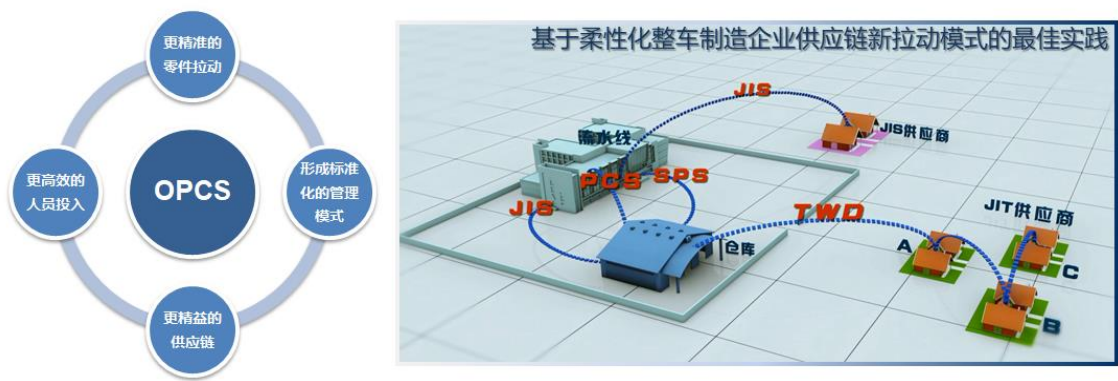 更精准的
零件拉动
更高效的
人员投入
OPCS
形成标准
化的管理
模式
更精益的
供应链
基于柔性化整车制造企业供应链新拉动模式的最佳实践
JIS
JIS供应商
流水线
PCS
SPS
JIS
TWD
仓库
JIT供应商
A
C
B